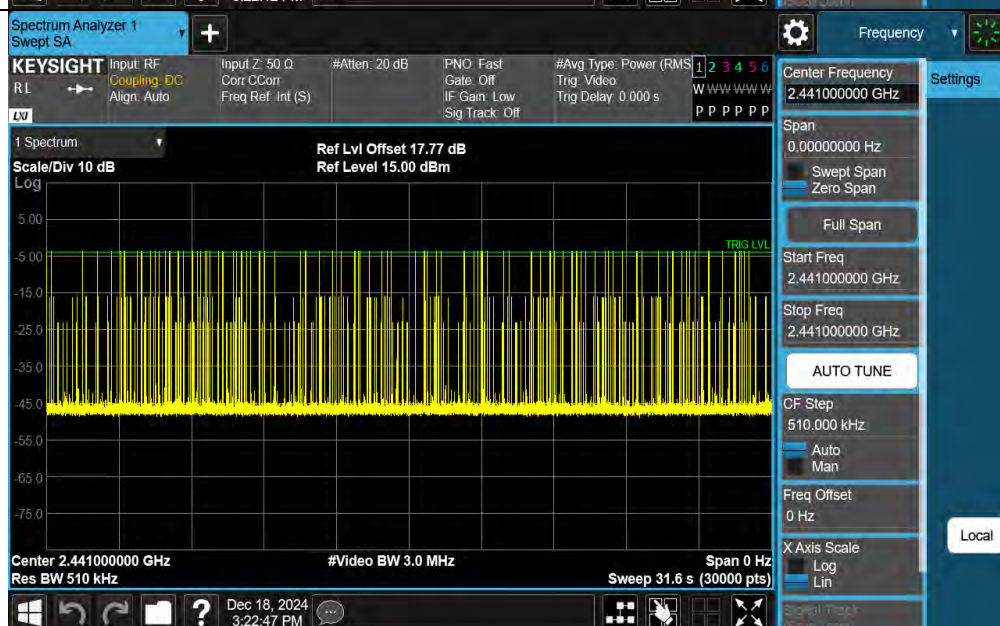 Spectrum Analyzer 1
Swept SA
+
Frequency
KEYSIGHT
RL
LXI
Input: RF
Coupling: DC
Align: Auto
Input Z: 50 Ω
Corr CCorr
Freq Ref: Int (S)
#Atten: 20 dB
PNO: Fast
Gate: Off
IF Gain: Low
Sig Track: Off
#Avg Type: Power (RMS
Trig: Video
Trig Delay: 0.000 s
1 2 3 4 5 6
W W W W W W
P P P P P P
1 Spectrum
Scale/Div 10 dB
Ref Lvl Offset 17.77 dB
Ref Level 15.00 dBm
Log
5.00
-5.00
-15.0
-25.0
-35.0
-45.0
-55.0
-65.0
-75.0
TRIG LVL
Center 2.441000000 GHz
Res BW 510 kHz
#Video BW 3.0 MHz
Span 0 Hz
Sweep 31.6 s (30000 pts)
Center Frequency
2.441000000 GHz
Settings
Span
0.00000000 Hz
Swept Span
Zero Span
Full Span
Start Freq
2.441000000 GHz
Stop Freq
2.441000000 GHz
AUTO TUNE
CF Step
510.000 kHz
Auto
Man
Freq Offset
0 Hz
Local
X Axis Scale
Log
Lin
Signal Track
?
Dec 18, 2024
3:22:47 PM